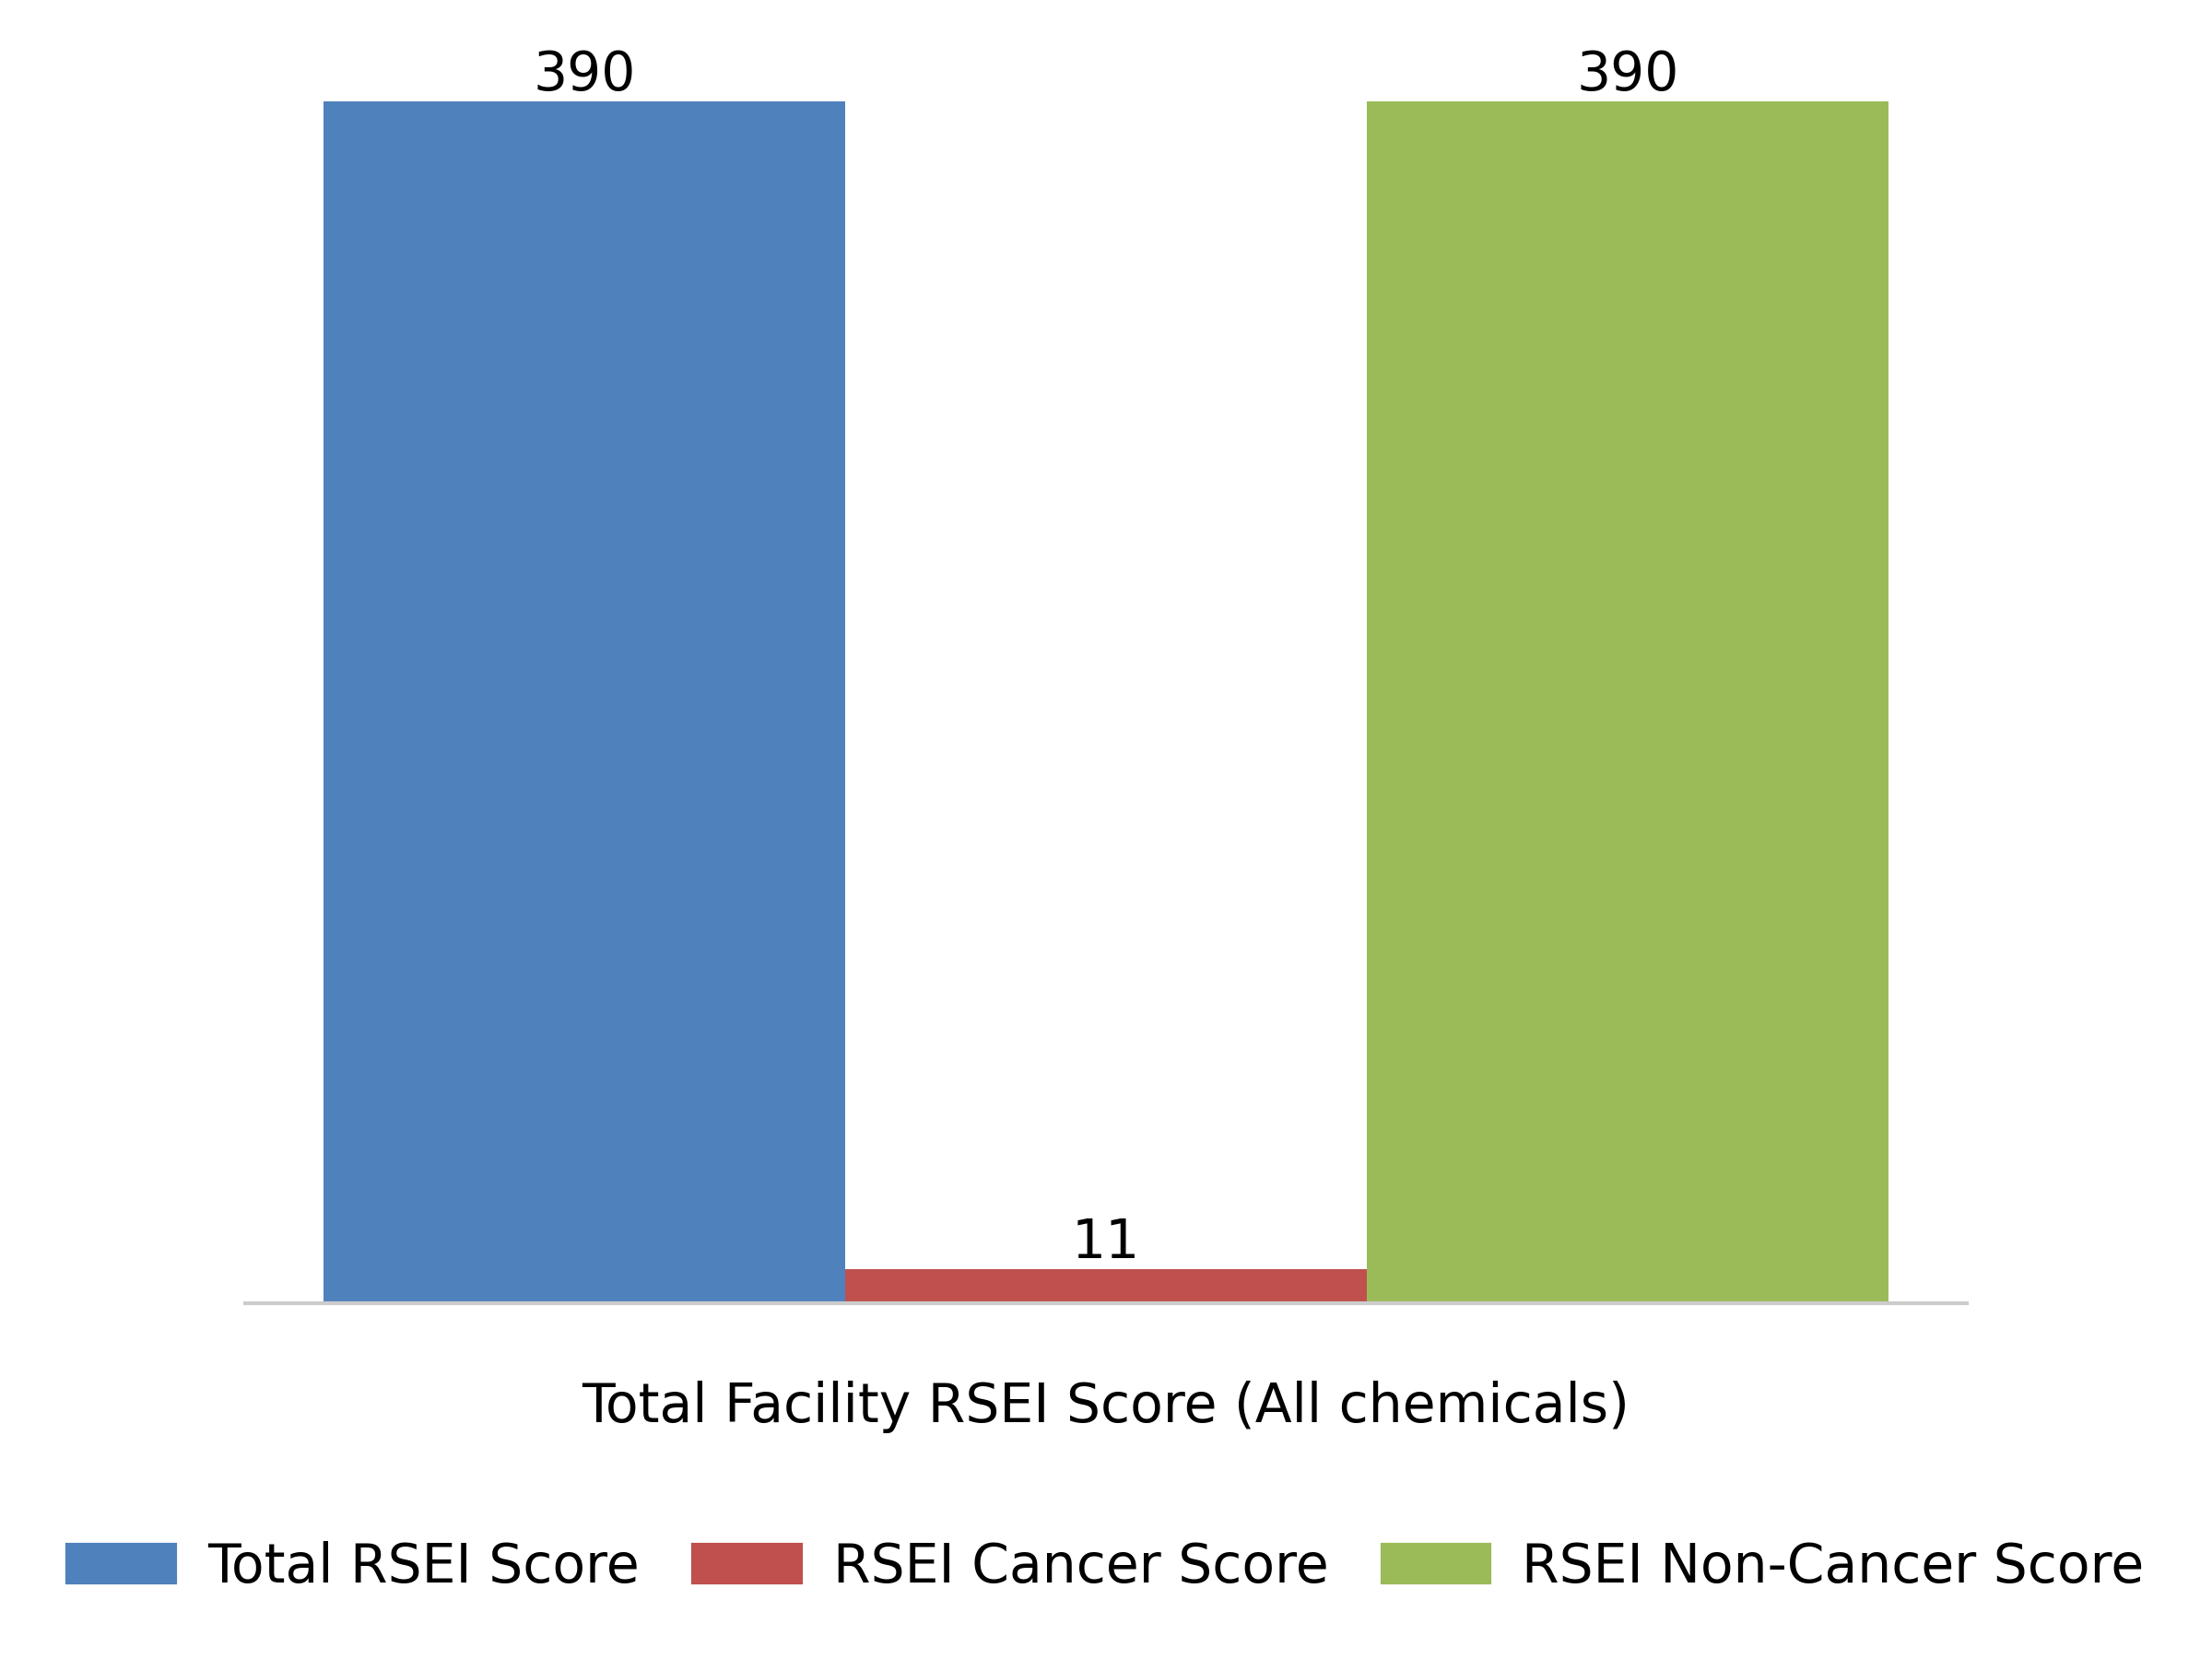 390 390
11
Total Facility RSEI Score (All chemicals)
Total RSEI Score RSEI Cancer Score RSEI Non-Cancer Score